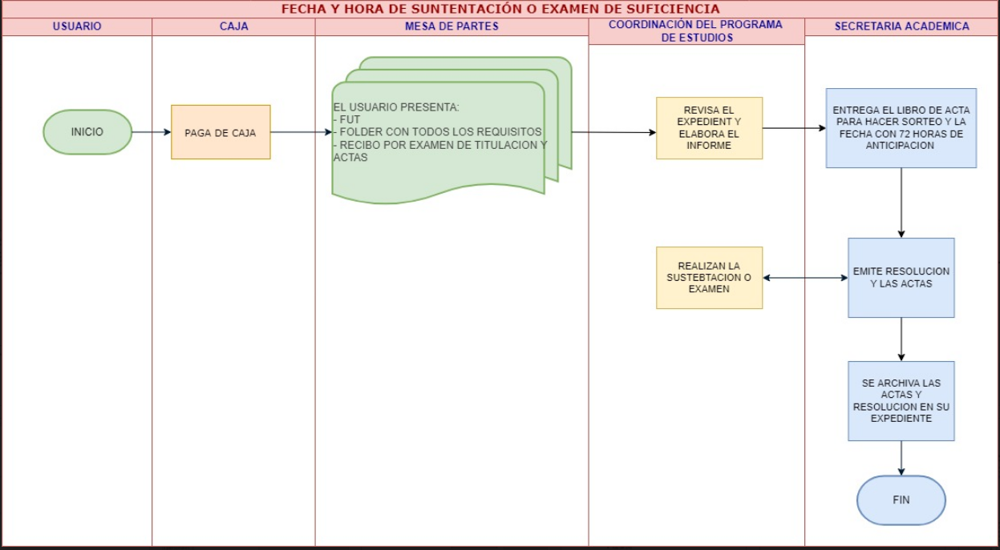 FECHA Y HORA DE SUNTENTACIÓN O EXAMEN DE SUFICIENCIA
USUARIO
CAJA
MESA DE PARTES
COORDINACIÓN DEL PROGRAMA
DE ESTUDIOS
SECRETARIA ACADEMICA
INICIO
PAGA DE CAJA
EL USUARIO PRESENTA:
- FUT
- FOLDER CON TODOS LOS REQUISITOS
- RECIBO POR EXAMEN DE TITULACION Y
ACTAS
REVISA EL
EXPEDIENT Y
ELABORA EL
INFORME
ENTREGA EL LIBRO DE ACTA
PARA HACER SORTEO Y LA
FECHA CON 72 HORAS DE
ANTICIPACION
REALIZAN LA
SUSTEBTACION O
EXAMEN
EMITE RESOLUCION
Y LAS ACTAS
SE ARCHIVA LAS
ACTAS Y
RESOLUCION EN SU
EXPEDIENTE
FIN